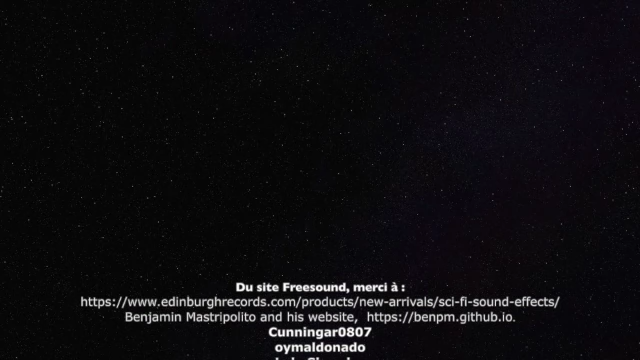 Du site Freesound, merci à :
https://www.edinburghrecords.com/products/new-arrivals/sci-fi-sound-effects/
Benjamin Mastripolito and his website, https://benpm.github.io.
Cunningar0807
oymaldonado